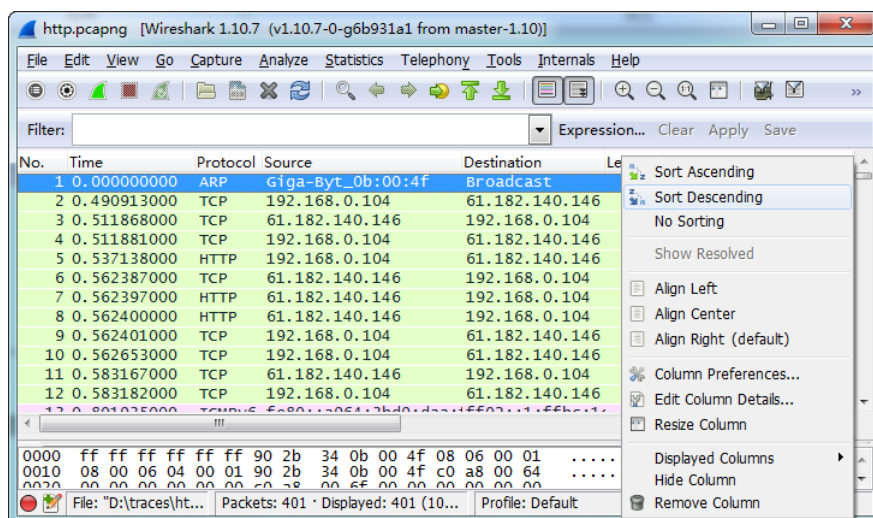 http.pcapng [Wireshark 1.10.7 (v1.10.7-0-g6b931a1 from master-1.10)]
File Edit View Go Capture Analyze Statistics Telephony Tools Internals Help
Filter: Expression... Clear Apply Save
No. Time Protocol Source Destination Le
1 0.000000000 ARP Giga-Byt_0b:00:4f Broadcast
2 0.490913000 TCP 192.168.0.104 61.182.140.146
3 0.511868000 TCP 61.182.140.146 192.168.0.104
4 0.511881000 TCP 192.168.0.104 61.182.140.146
5 0.537138000 HTTP 192.168.0.104 61.182.140.146
6 0.562387000 TCP 61.182.140.146 192.168.0.104
7 0.562397000 HTTP 61.182.140.146 192.168.0.104
8 0.562400000 HTTP 61.182.140.146 192.168.0.104
9 0.562401000 TCP 192.168.0.104 61.182.140.146
10 0.562653000 TCP 192.168.0.104 61.182.140.146
11 0.583167000 TCP 61.182.140.146 192.168.0.104
12 0.583182000 TCP 192.168.0.104 61.182.140.146
Sort Ascending
Sort Descending
No Sorting
Show Resolved
Align Left
Align Center
Align Right (default)
Column Preferences...
Edit Column Details...
Resize Column
Displayed Columns
Hide Column
Remove Column
0000 ff ff ff ff ff ff 90 2b 34 0b 00 4f 08 06 00 01 .....
0010 08 00 06 04 00 01 90 2b 34 0b 00 4f c0 a8 00 64 .....
File: "D:\traces\ht... Packets: 401 · Displayed: 401 (10... Profile: Default